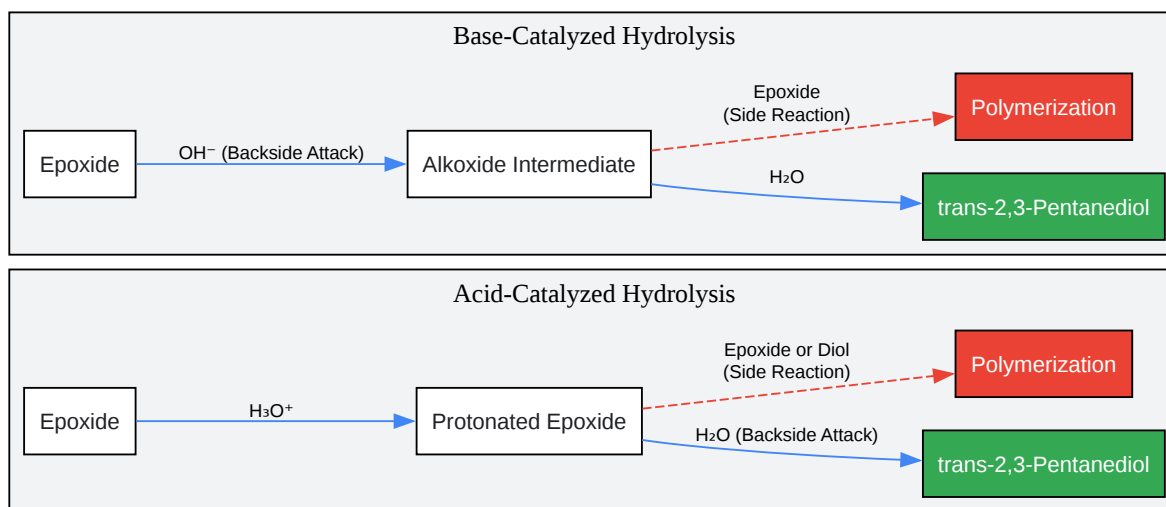 Base-Catalyzed Hydrolysis
Epoxide
OH⁻ (Backside Attack)
Alkoxide Intermediate
Epoxide
(Side Reaction)
Polymerization
H₂O
trans-2,3-Pentanediol
Acid-Catalyzed Hydrolysis
Epoxide
H₃O⁺
Protonated Epoxide
Epoxide or Diol
(Side Reaction)
Polymerization
H₂O (Backside Attack)
trans-2,3-Pentanediol